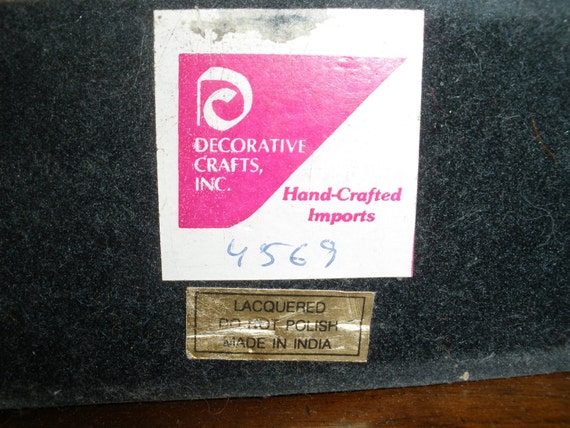 DECORATIVE
CRAFTS,
INC.
Hand-Crafted
Imports
4569
LACQUERED
DO NOT POLISH
MADE IN INDIA